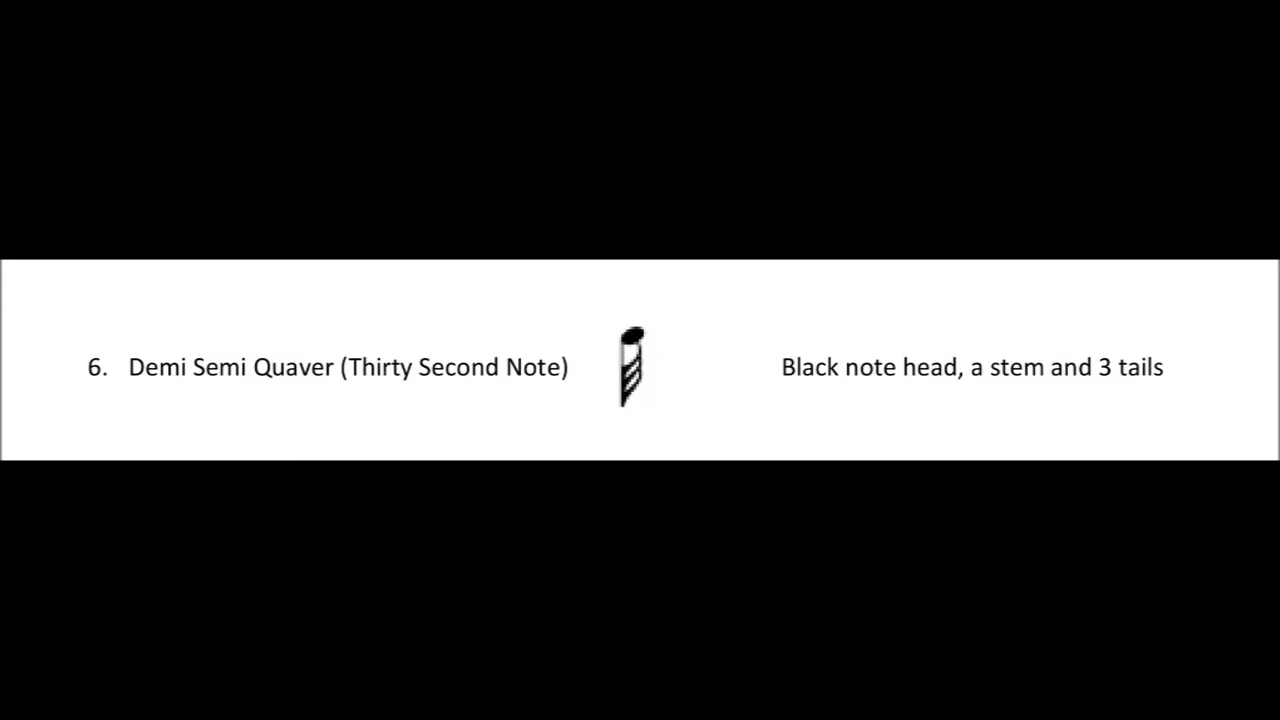 6. Demi Semi Quaver (Thirty Second Note) Black note head, a stem and 3 tails